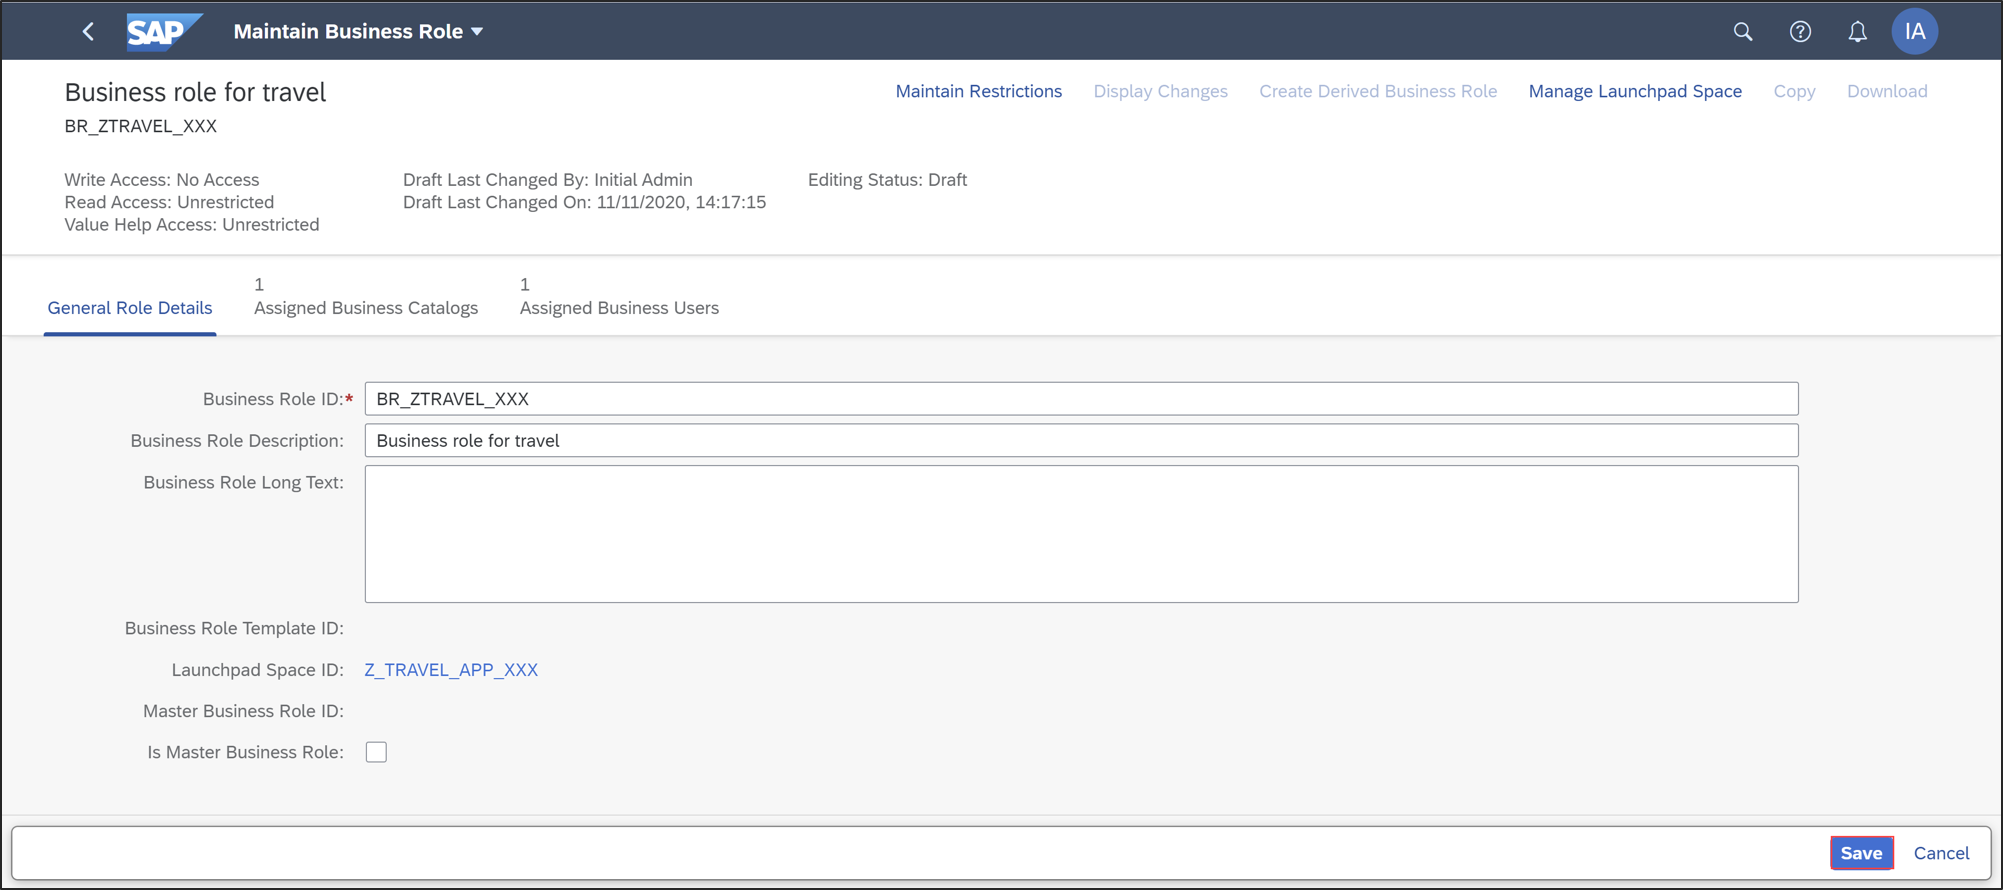 SAP Maintain Business Role IA
Business role for travel Maintain Restrictions Display Changes Create Derived Business Role Manage Launchpad Space Copy Download
BR_ZTRAVEL_XXX
Write Access: No Access Draft Last Changed By: Initial Admin Editing Status: Draft
Read Access: Unrestricted Draft Last Changed On: 11/11/2020, 14:17:15
Value Help Access: Unrestricted
1 1
General Role Details Assigned Business Catalogs Assigned Business Users
Business Role ID:* BR_ZTRAVEL_XXX
Business Role Description: Business role for travel
Business Role Long Text:
Business Role Template ID:
Launchpad Space ID: Z_TRAVEL_APP_XXX
Master Business Role ID:
Is Master Business Role:
Save Cancel